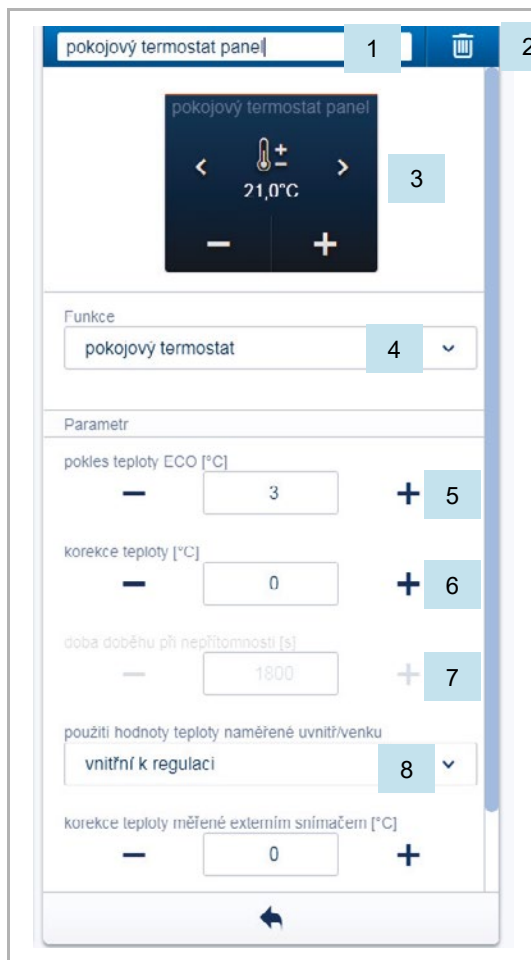 pokojový termostat panel
1
2
pokojový termostat panel
21,0°C
3
Funkce
pokojový termostat
4
Parametr
pokles teploty ECO [°C]
3
5
korekce teploty [°C]
0
6
doba doběhu při nepřítomnosti [s]
1800
7
použití hodnoty teploty naměřené uvnitř/venku
vnitřní k regulaci
8
korekce teploty měřené externím snímačem [°C]
0